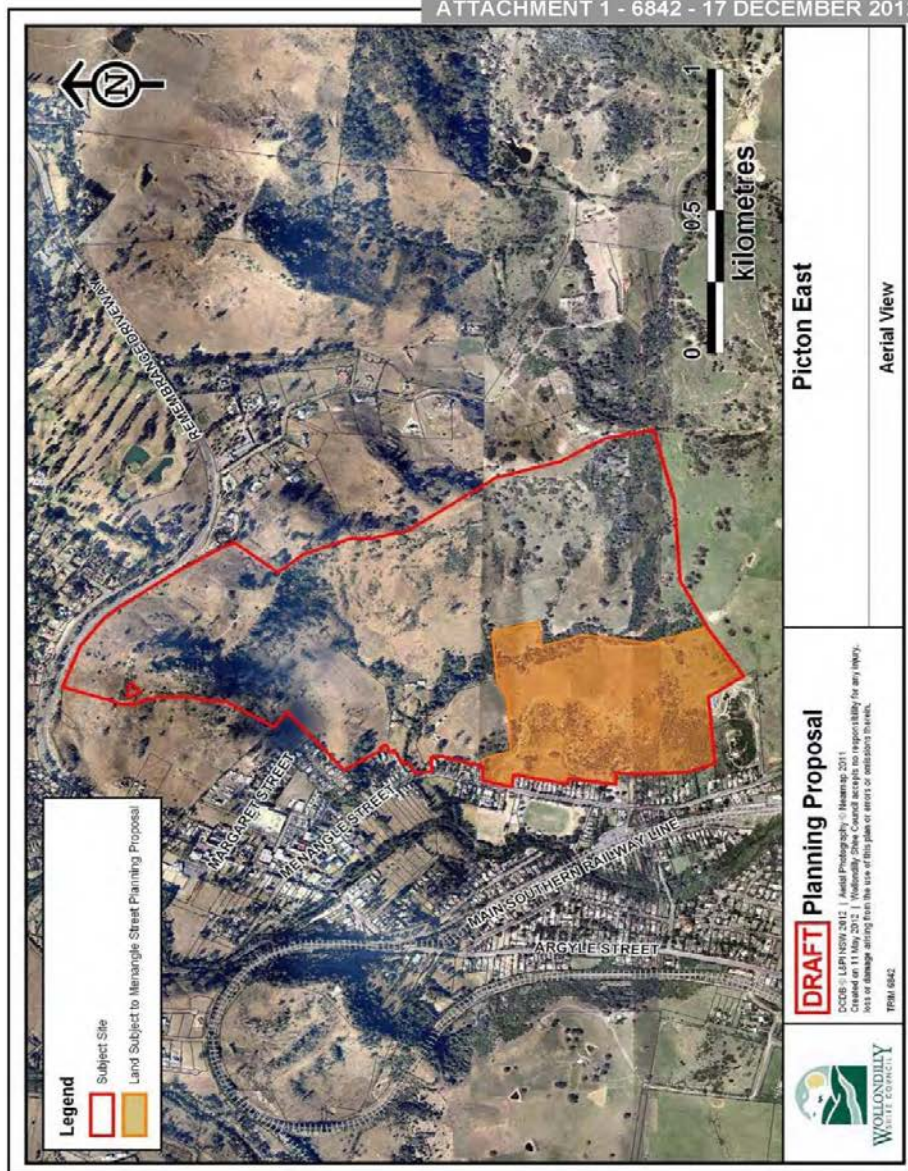 ATTACHMENT 1 - 6842 - 17 DECEMBER 2012
N
REMEMBRANCE DRIVEWAY
MARGARET STREET
MENANGLE STREET
MAIN SOUTHERN RAILWAY LINE
ARGYLE STREET
0 0.5 1
kilometres
Legend
Subject Site
Land Subject to Menangle Street Planning Proposal
WOLLONDILLY
SHIRE COUNCIL
DRAFT Planning Proposal
DCDB © L&PI NSW 2012 | Aerial Photography © Nearmap 2011
Created on 11 May 2012 | Wollondilly Shire Council accepts no responsibility for any injury,
loss or damage arising from the use of this plan or errors or omissions therein.
TRIM 6842
Picton East
Aerial View